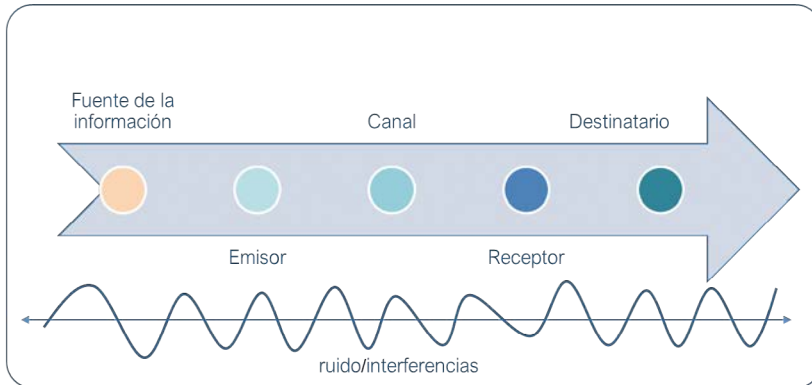 Fuente de la
información
Canal
Destinatario
Emisor
Receptor
ruido/interferencias